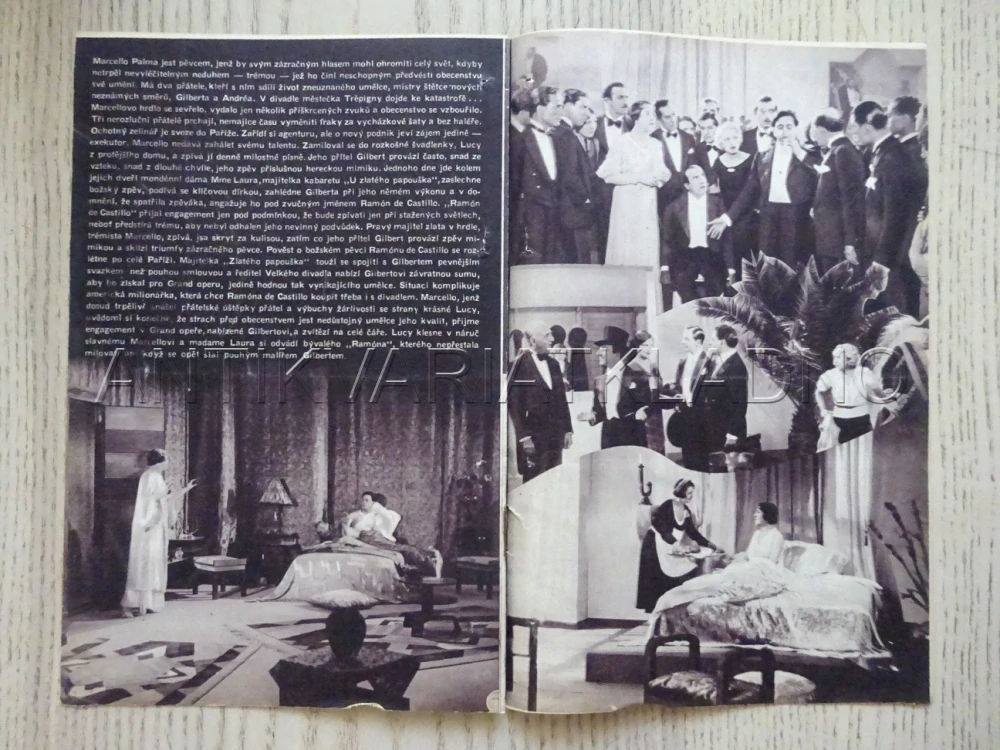 Marcello Palma jest pěvcem, jenž by svým zázračným hlasem mohl ohromiti celý svět, kdyby
netrpěl nevyléčitelným neduhem — trémou — jež ho činí neschopným předvésti obecenstvu
své umění. Má dva přátele, kteří s ním sdílí život zneuznaného umělce, mistry štětce nových
neznámých směrů, Gilberta a Andréa. V divadle městečka Trépigny dojde ke katastrofě...
Marcellovo hrdlo se sevřelo, vydalo jen několik přiškrcených zvuků a obecenstvo se vzbouřilo.
Tři nerozluční přátelé prchají, nemajíce času vyměniti fraky za vycházkové šaty a bez haléře.
Ochotný zelinář je sveze do Paříže. Zařídí si agenturu, ale o nový podnik jeví zájem jedině —
exekutor. Marcello nedává zaháleti svému talentu. Zamiloval se do rozkošné švadlenky, Lucy
z protějšího domu, a zpívá jí denně milostné písně. Jeho přítel Gilbert provází často, snad ze
vzteku, snad z dlouhé chvíle, jeho zpěv příslušnou hereckou mimikou. Jednoho dne jde kolem
jejich dveří mondénní dáma Mme Laura, majitelka kabaretu „U zlatého papouška", zaslechne
božský zpěv, podívá se klíčovou dírkou, zahlédne Gilberta při jeho němém výkonu a v do-
mnění, že spatřila zpěváka, angažuje ho pod zvučným jménem Ramón de Castillo. „Ramón
de Castillo" přijal engagement jen pod podmínkou, že bude zpívati jen při stažených světlech,
neboť předstírá trému, aby nebyl odhalen jeho nevinný podvůdek. Pravý majitel zlata v hrdle,
trémista Marcello, zpívá, jsa skryt za kulisou, zatím co jeho přítel Gilbert provází zpěv mi-
mikou a sklízí triumfy zázračného pěvce. Pověst o božském pěvci Ramónu de Castillo se roz-
létne po celé Paříži. Majitelka „Zlatého papouška" touží se spojiti s Gilbertem pevnějším
svazkem než pouhou smlouvou a ředitel Velkého divadla nabízí Gilbertovi závratnou sumu,
aby ho získal pro Grand operu, jedině hodnou tak vynikajícího umělce. Situaci komplikuje
americká milionářka, která chce Ramóna de Castillo koupit třeba i s divadlem. Marcello, jenž
dosud trpělivě snášel přátelské úštěpky přátel a výbuchy žárlivosti se strany krásné Lucy,
uvědomí si konečně, že strach před obecenstvem jest nedůstojný umělce jeho kvalit, přijme
engagement v Grand opeře, nabízené Gilbertovi, a zvítězí na celé čáře. Lucy klesne v náruč
slavnému Marcellovi a madame Laura si odvádí bývalého „Ramóna", kterého nepřestala
milovat, ani když se opět stal pouhým malířem Gilbertem.
ANTIKVARIATKLADNO